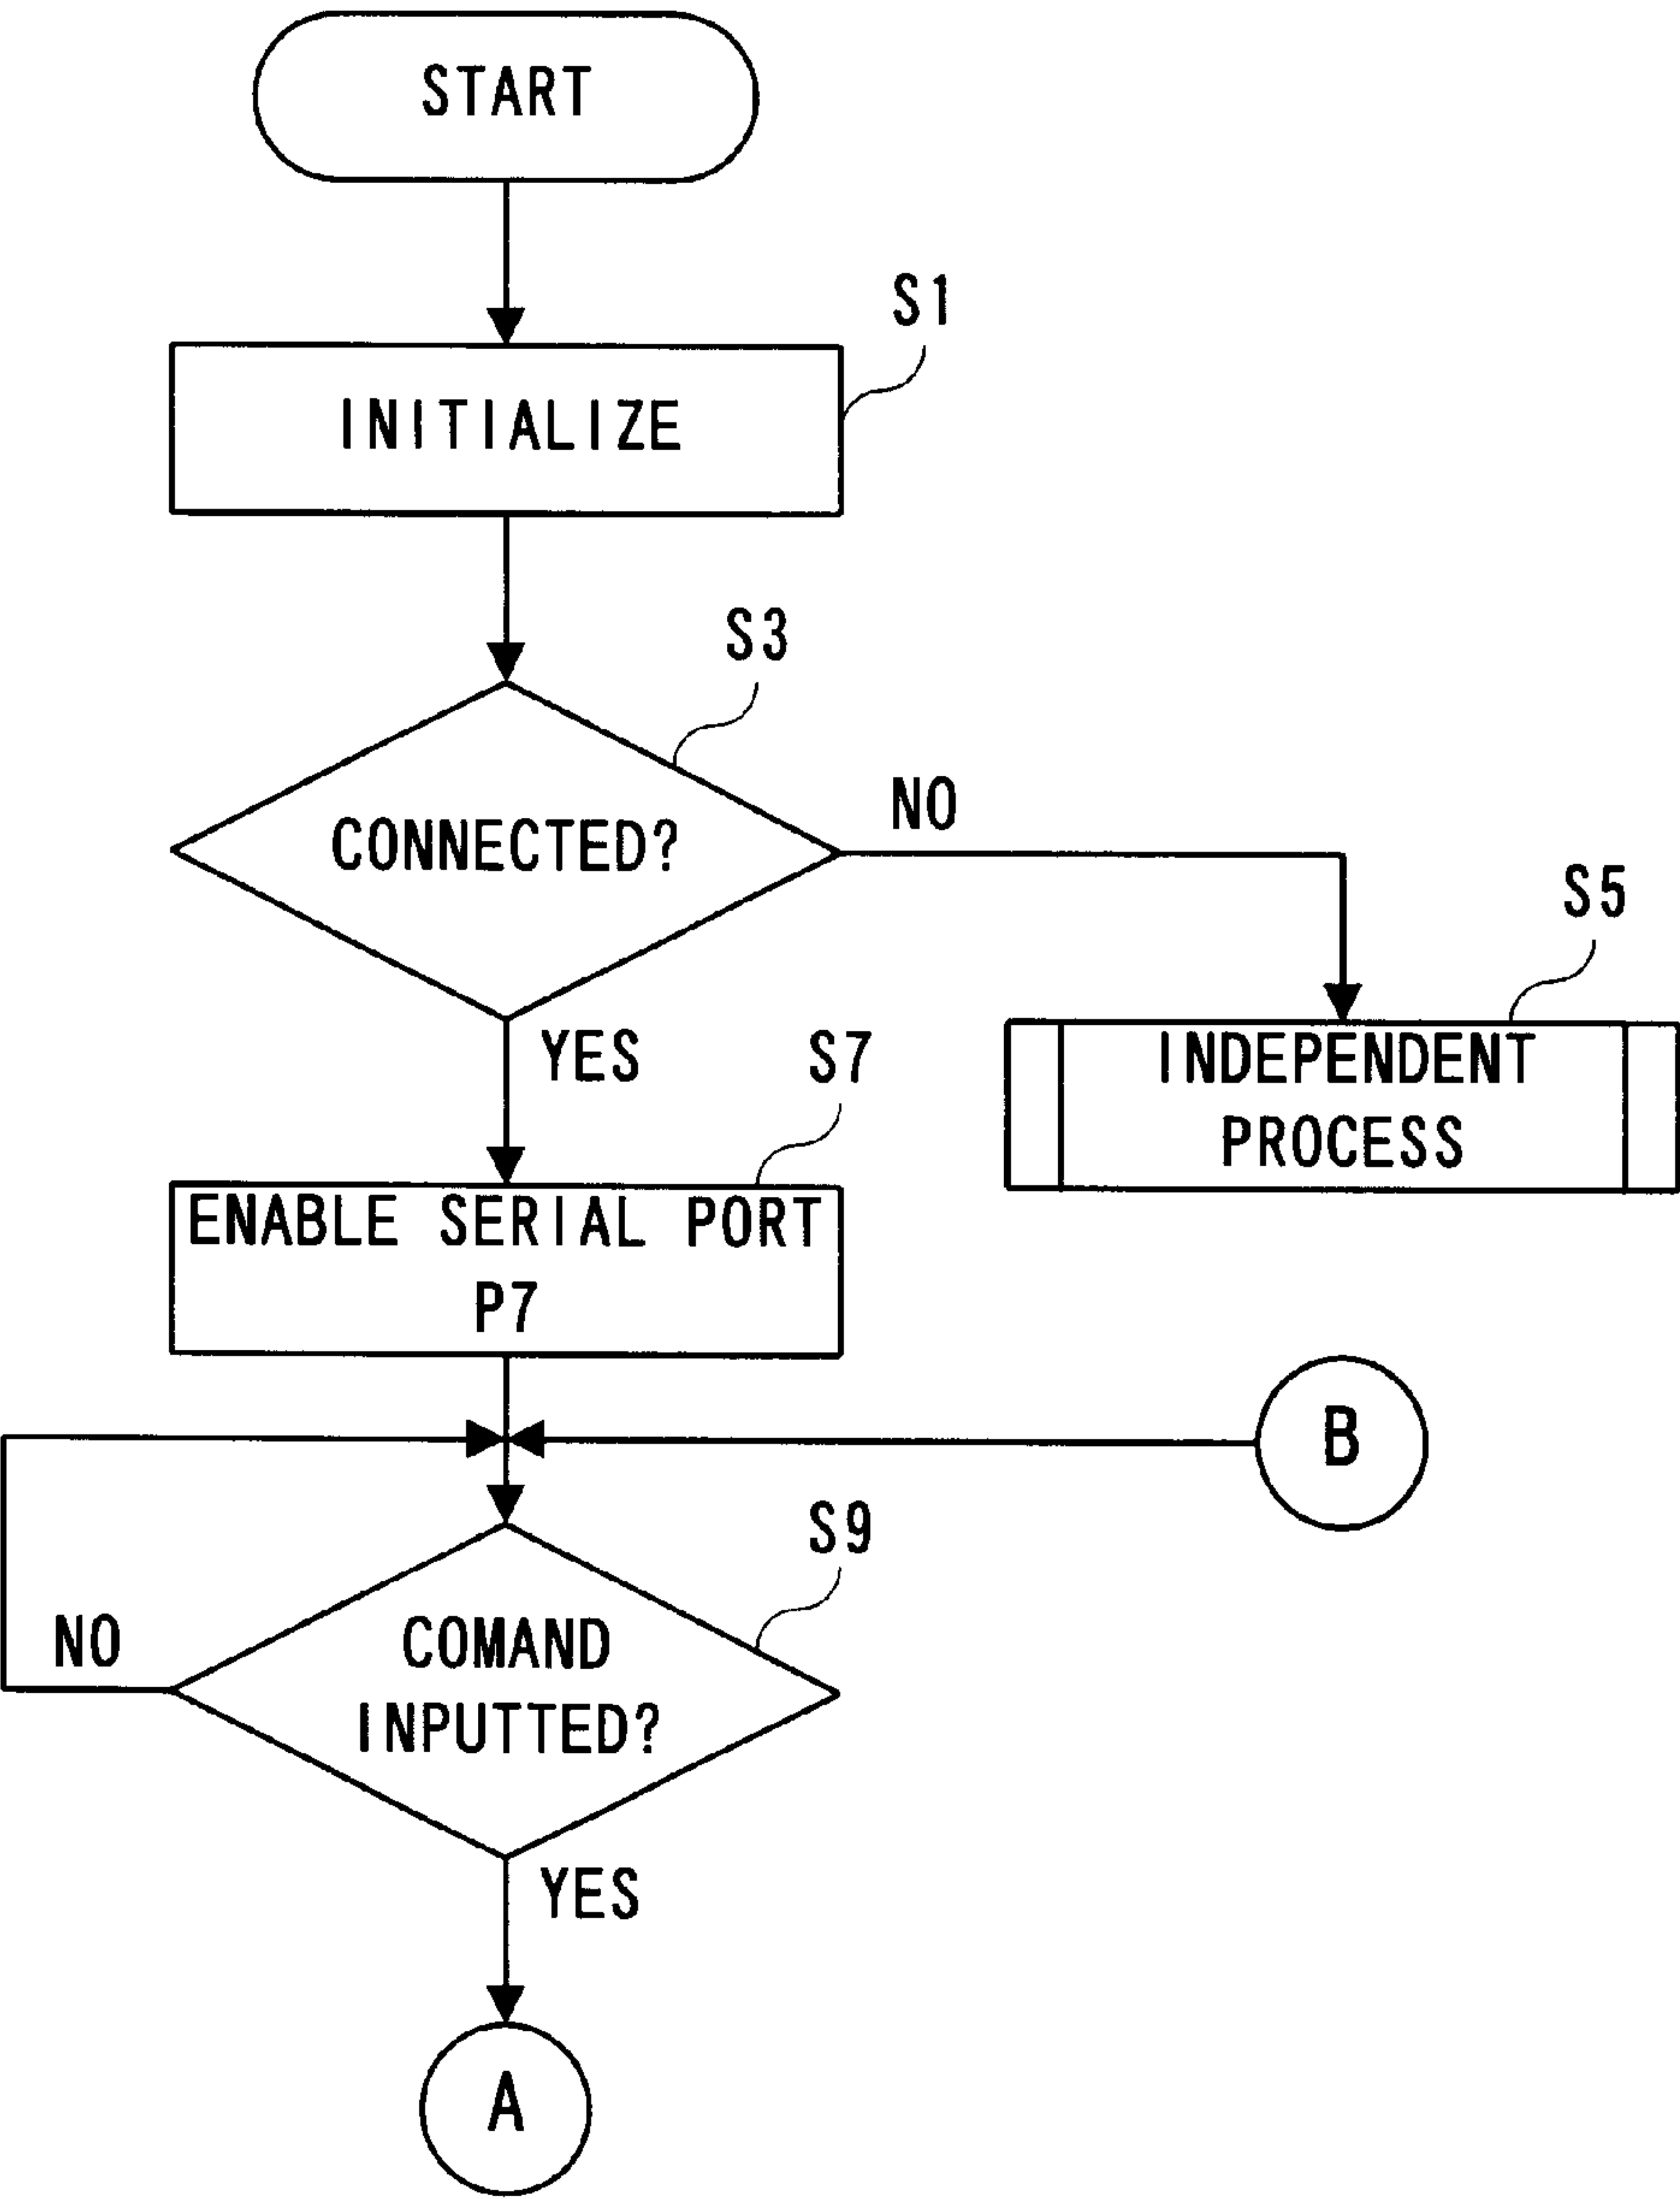 START
S1
INITIALIZE
S3
CONNECTED?
NO
S5
YES
INDEPENDENT
PROCESS
S7
ENABLE SERIAL PORT
P7
B
S9
NO
COMAND
INPUTTED?
YES
A